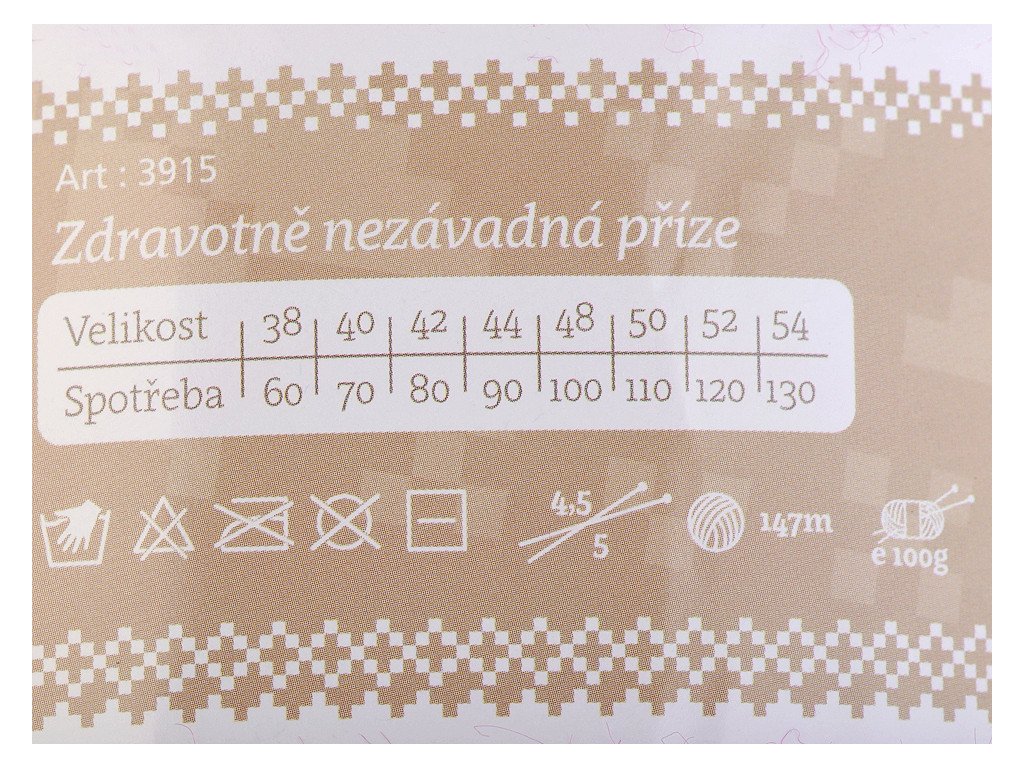 Art : 3915
Zdravotně nezávadná příze
Velikost 38 40 42 44 48 50 52 54
Spotřeba 60 70 80 90 100 110 120 130
4,5
5
147m
e 100g